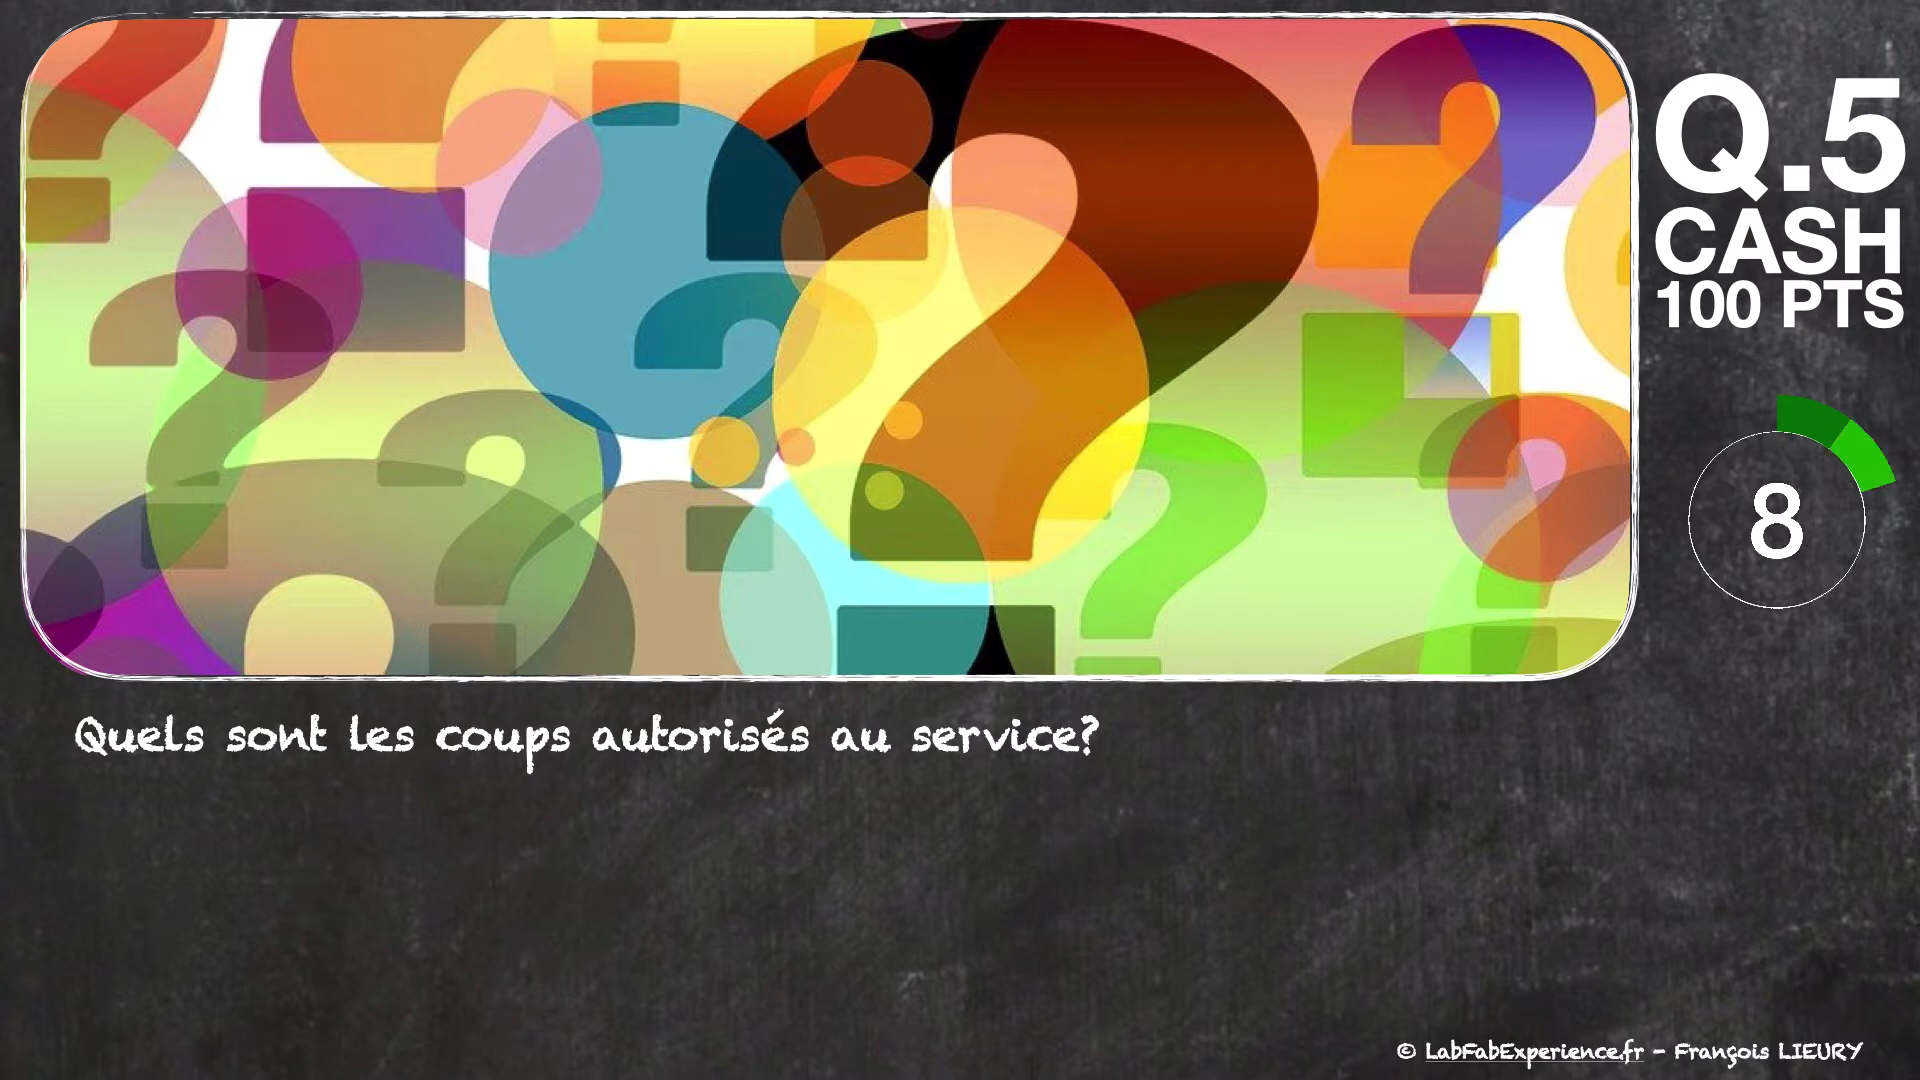 Q.5
CASH
100 PTS
8
Quels sont les coups autorisés au service?
© LabFabExperience.fr - François LIEURY